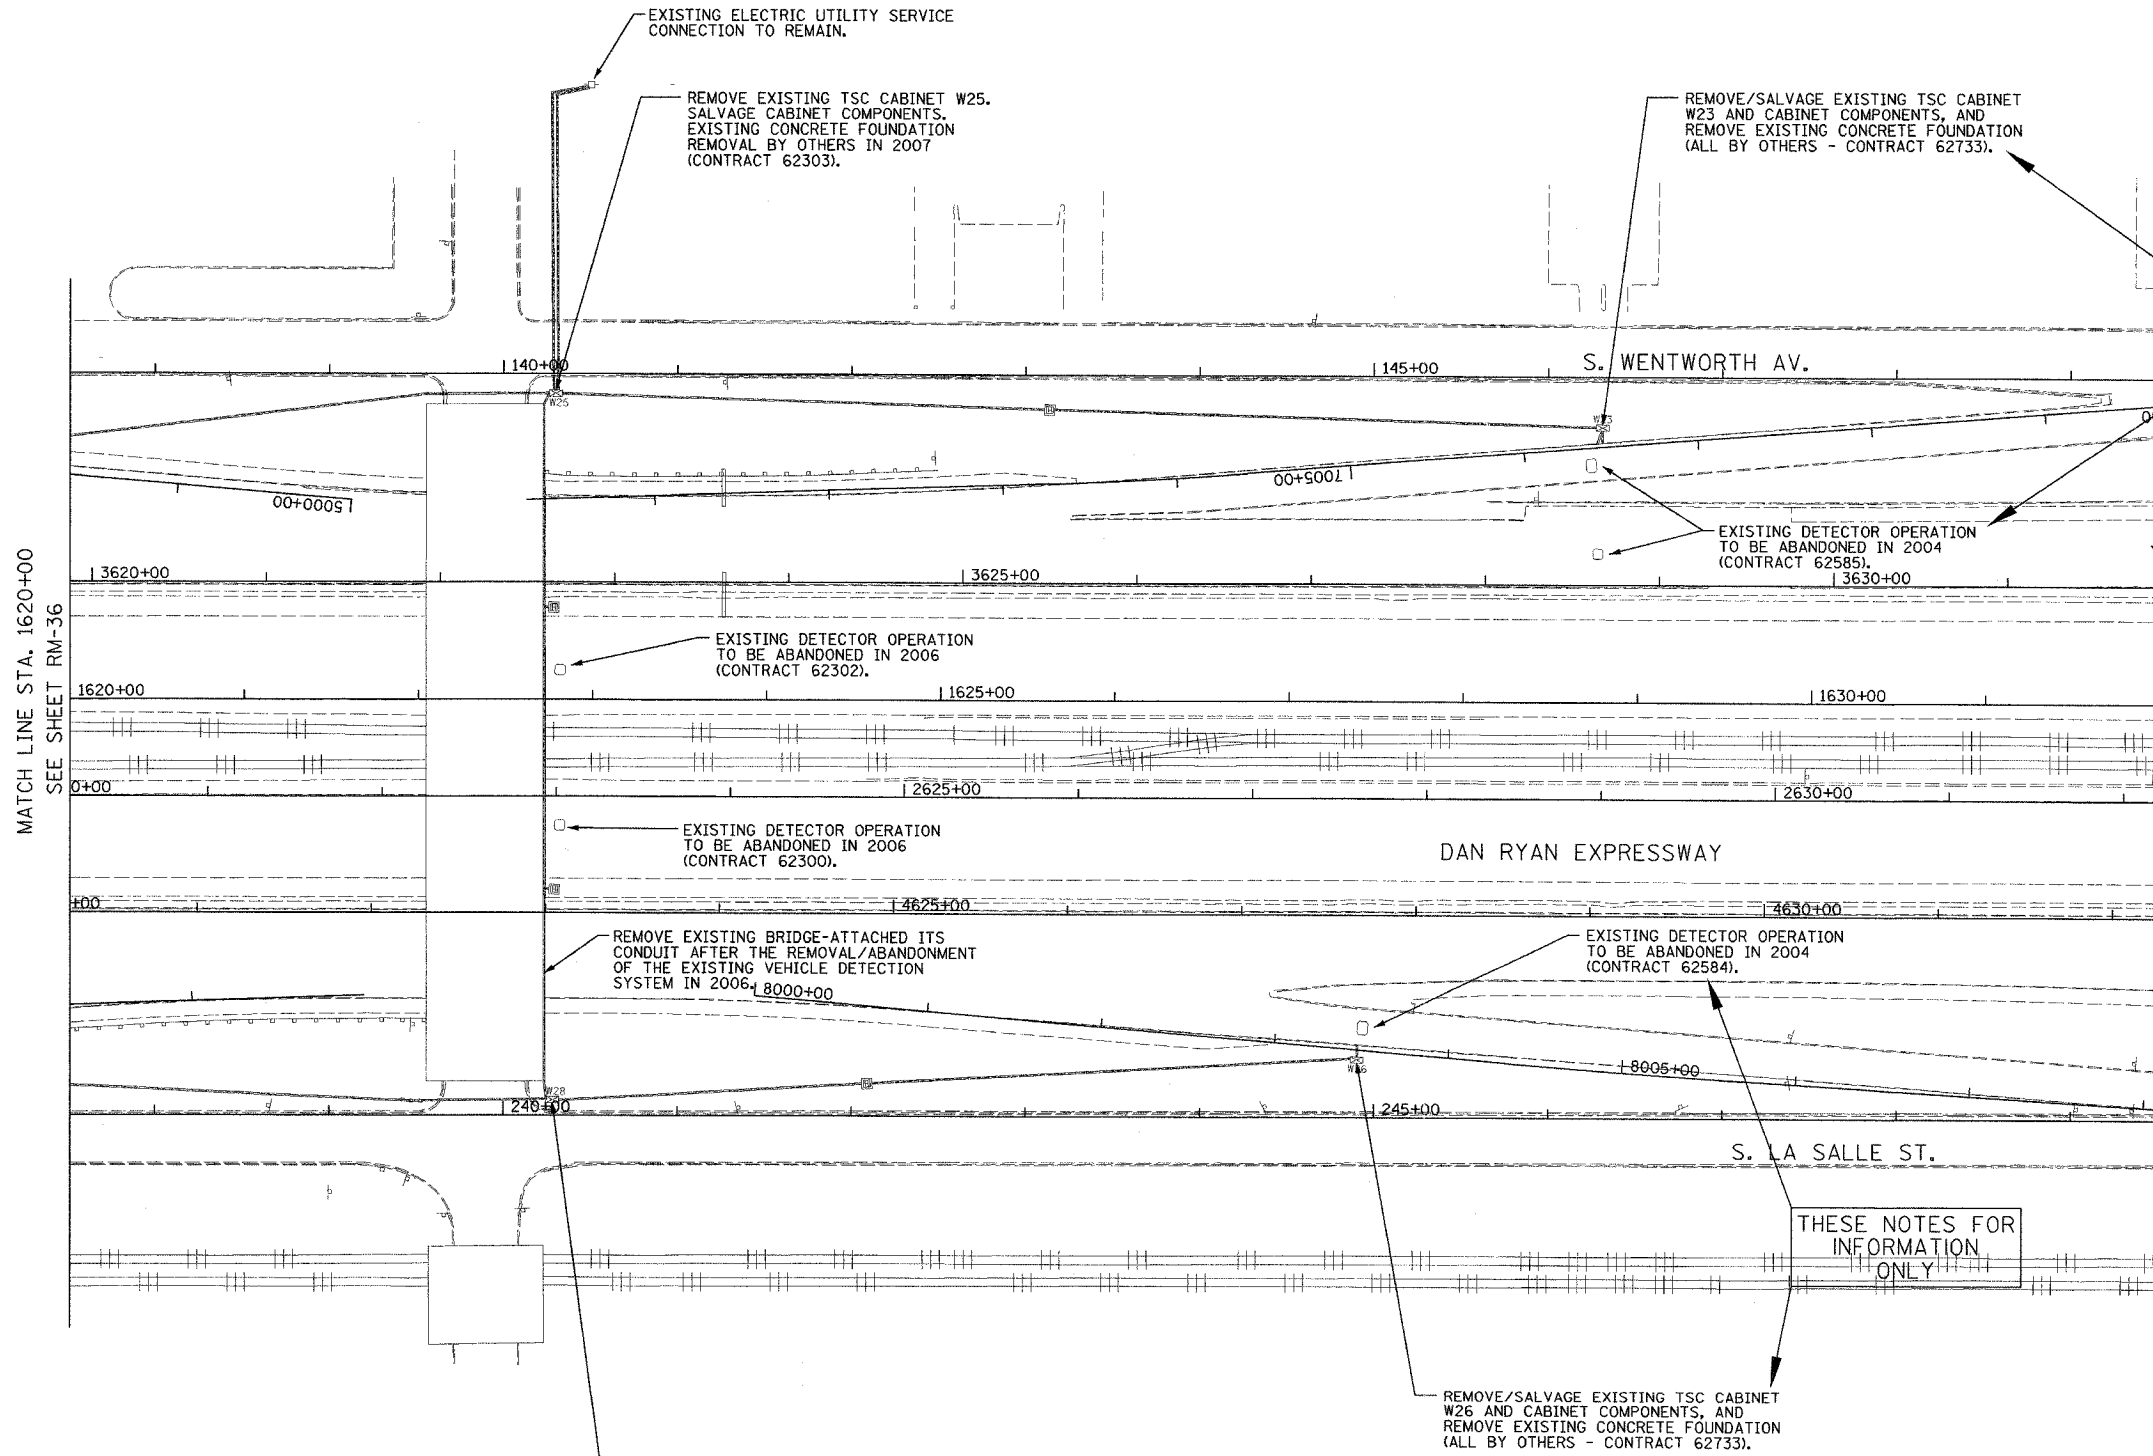 EXISTING ELECTRIC UTILITY SERVICE
CONNECTION TO REMAIN.
REMOVE EXISTING TSC CABINET W25.
SALVAGE CABINET COMPONENTS.
EXISTING CONCRETE FOUNDATION
REMOVAL BY OTHERS IN 2007
(CONTRACT 62303).
REMOVE/SALVAGE EXISTING TSC CABINET
W23 AND CABINET COMPONENTS, AND
REMOVE EXISTING CONCRETE FOUNDATION
(ALL BY OTHERS - CONTRACT 62733).
140+00
145+00
S. WENTWORTH AV.
W25
7005+00
5000+00
EXISTING DETECTOR OPERATION
TO BE ABANDONED IN 2004
(CONTRACT 62585).
MATCH LINE STA. 1620+00
SEE SHEET RM-36
3620+00
3625+00
3630+00
EXISTING DETECTOR OPERATION
TO BE ABANDONED IN 2006
(CONTRACT 62302).
1620+00
1625+00
1630+00
0+00
2625+00
2630+00
EXISTING DETECTOR OPERATION
TO BE ABANDONED IN 2006
(CONTRACT 62300).
DAN RYAN EXPRESSWAY
+00
4625+00
4630+00
REMOVE EXISTING BRIDGE-ATTACHED ITS
CONDUIT AFTER THE REMOVAL/ABANDONMENT
OF THE EXISTING VEHICLE DETECTION
SYSTEM IN 2006.
8000+00
EXISTING DETECTOR OPERATION
TO BE ABANDONED IN 2004
(CONTRACT 62584).
8005+00
W28
240+00
245+00
S. LA SALLE ST.
THESE NOTES FOR
INFORMATION
ONLY
REMOVE/SALVAGE EXISTING TSC CABINET
W26 AND CABINET COMPONENTS, AND
REMOVE EXISTING CONCRETE FOUNDATION
(ALL BY OTHERS - CONTRACT 62733).